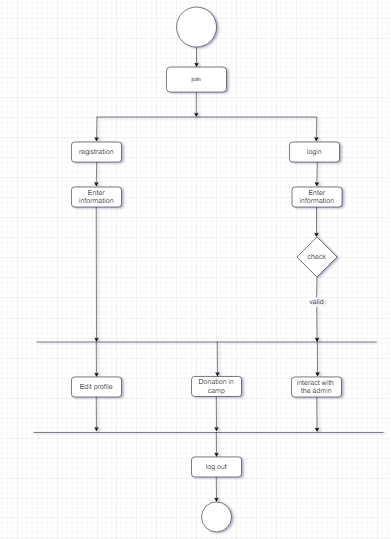 join
registration
login
Enter
information
Enter
information
check
valid
Edit profile
Donation in
camp
interact with
the admin
log out